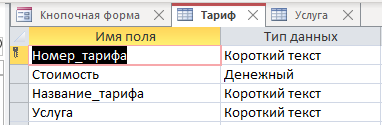 Кнопочная форма Тариф Услуга
Имя поля Тип данных
Номер_тарифа Короткий текст
Стоимость Денежный
Название_тарифа Короткий текст
Услуга Короткий текст